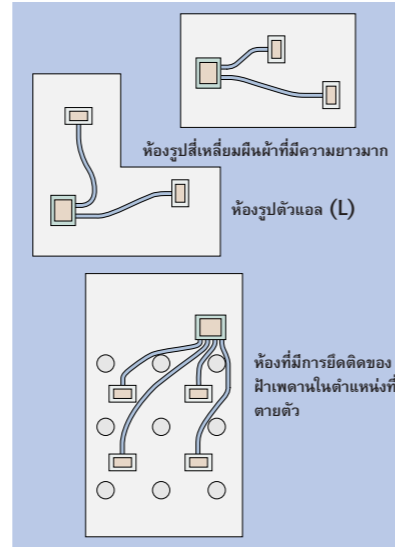 ห้องรูปสี่เหลี่ยมผืนผ้าที่มีความยาวมาก
ห้องรูปตัวแอล (L)
ห้องที่มีการยึดติดของ
ฝ้าเพดานในตำแหน่งที่
ตายตัว